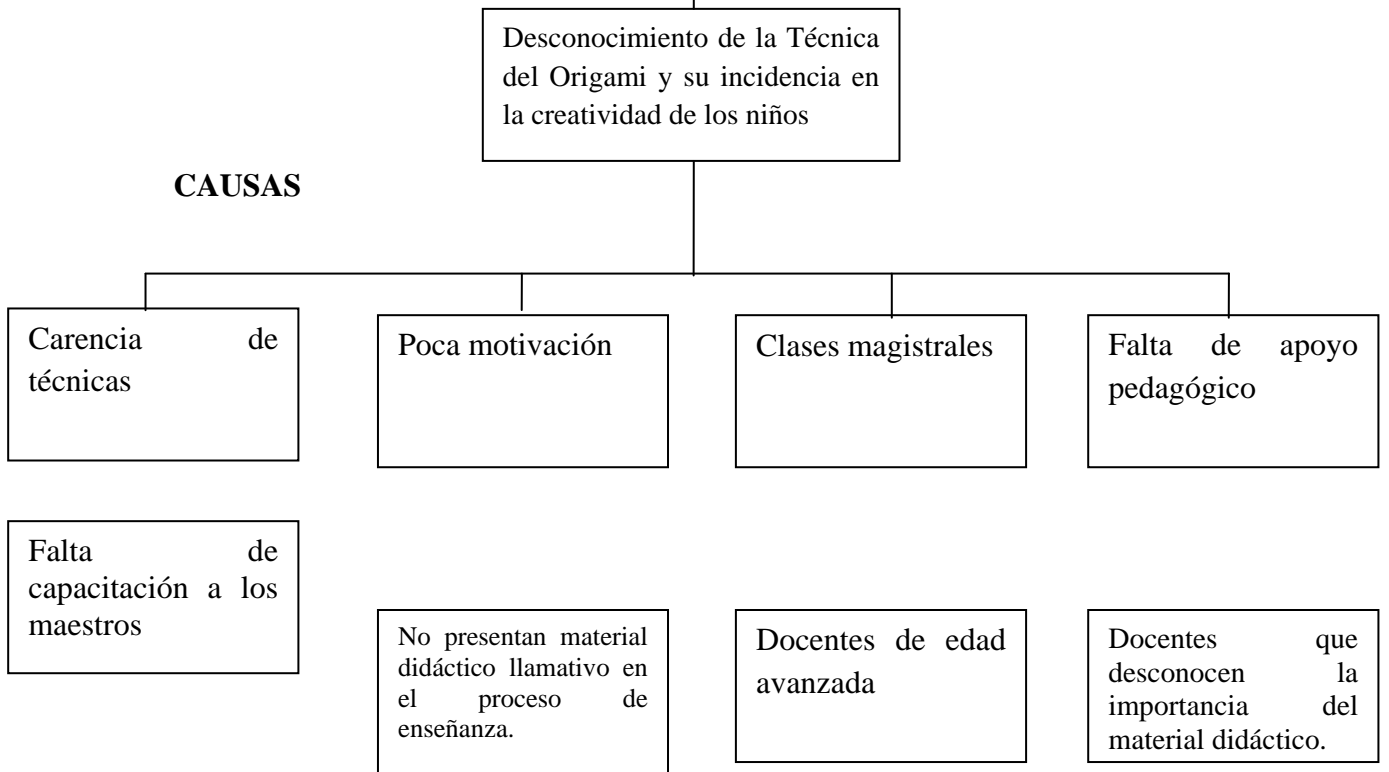 Desconocimiento de la Técnica
del Origami y su incidencia en
la creatividad de los niños
CAUSAS
Carencia de
técnicas
Poca motivación
Clases magistrales
Falta de apoyo
pedagógico
Falta de
capacitación a los
maestros
No presentan material
didáctico llamativo en
el proceso de
enseñanza.
Docentes de edad
avanzada
Docentes que
desconocen la
importancia del
material didáctico.